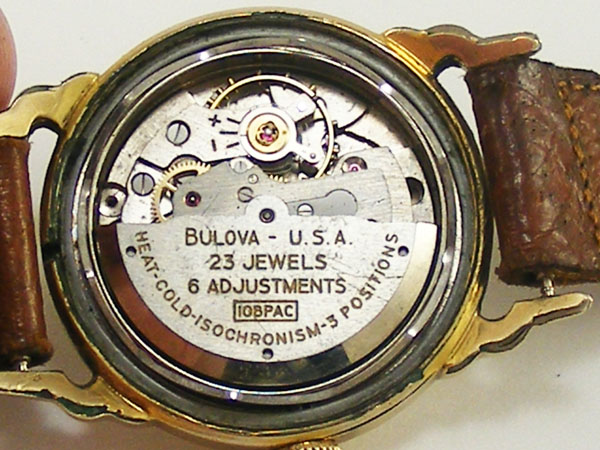 BULOVA - U.S.A.
23 JEWELS
6 ADJUSTMENTS
10BPAC
HEAT-COLD-ISOCHRONISM-3 POSITIONS
+
-